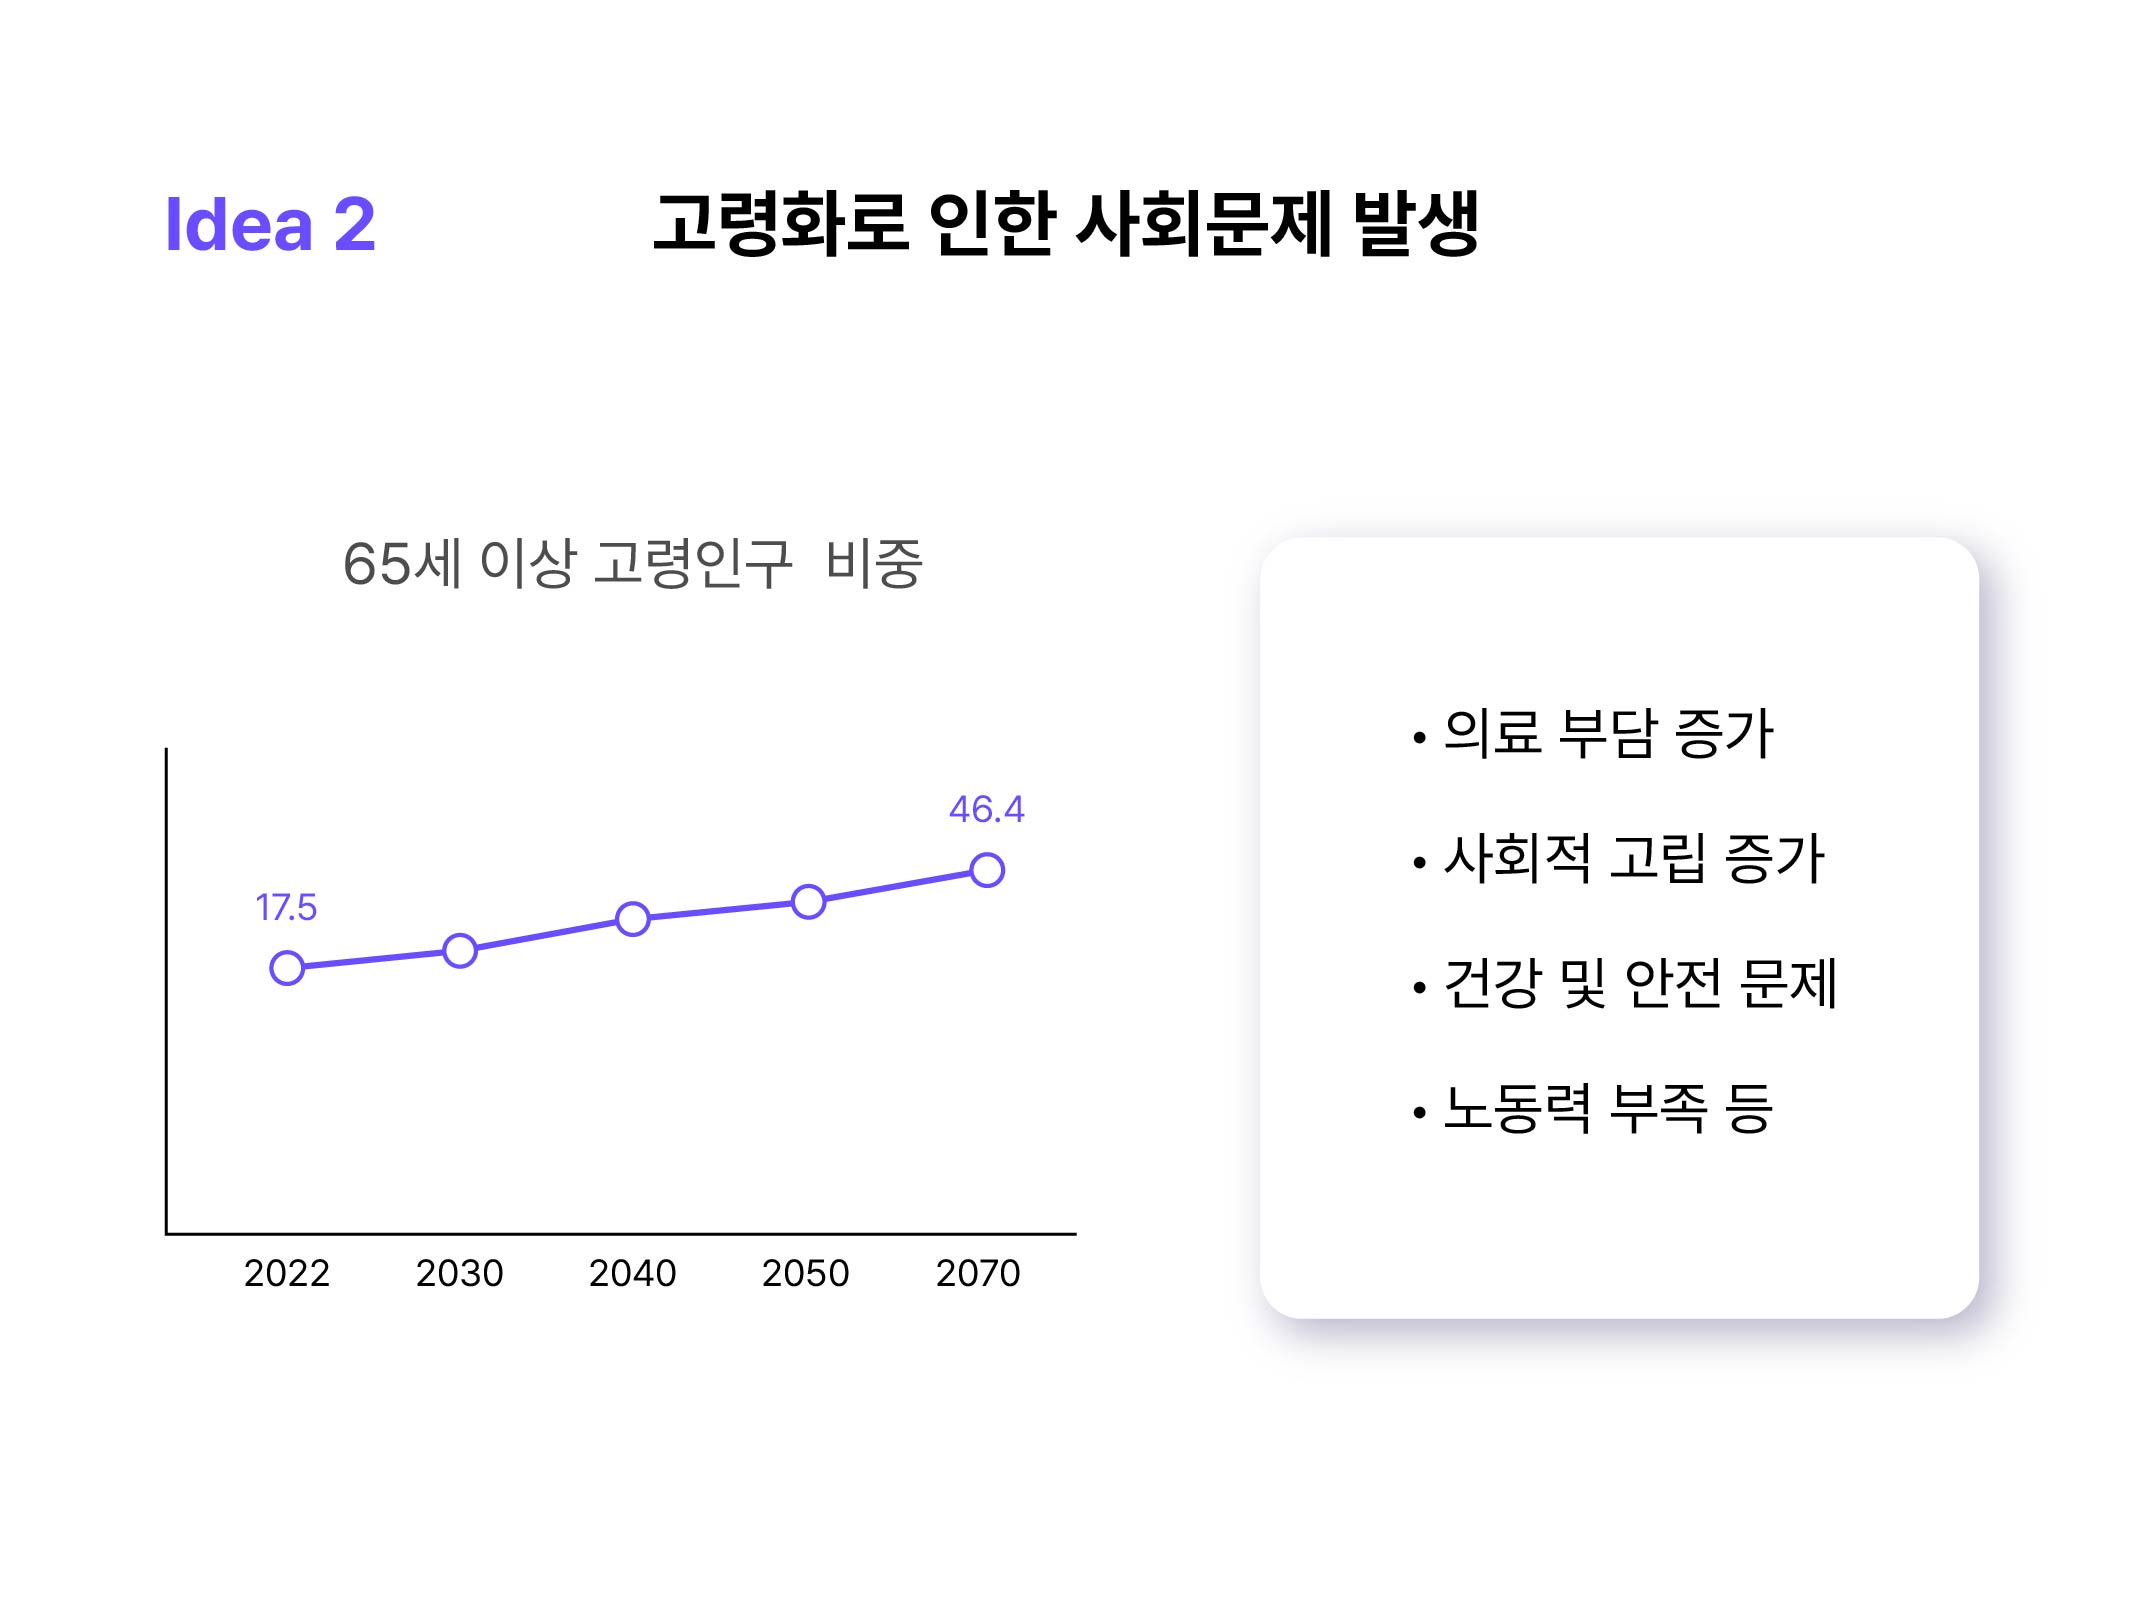 Idea 2
고령화로 인한 사회문제 발생
65세 이상 고령인구  비중
17.5
46.4
2022 2030 2040 2050 2070
• 의료 부담 증가
• 사회적 고립 증가
• 건강 및 안전 문제
• 노동력 부족 등